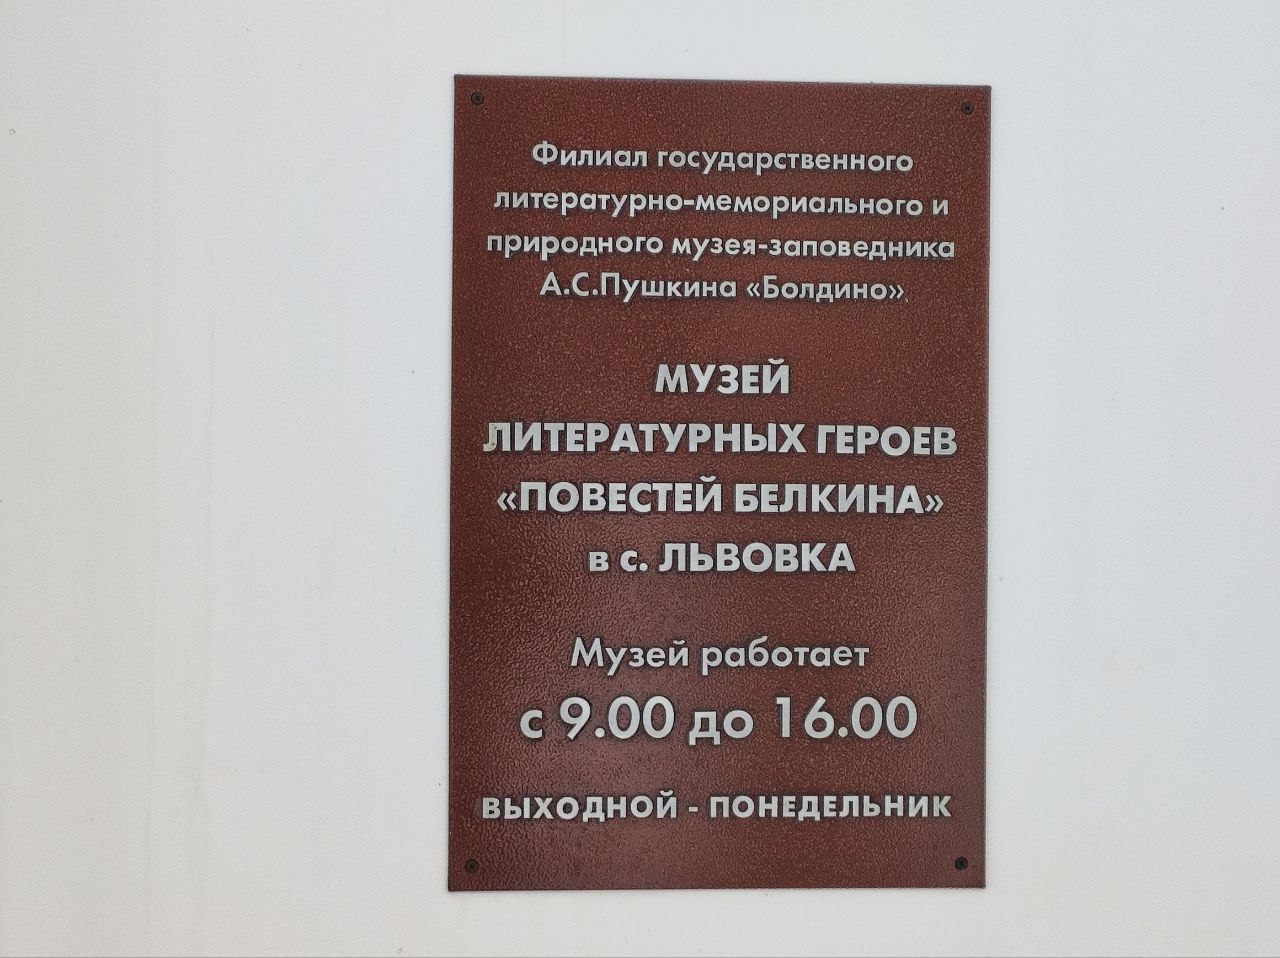 Филиал государственного
литературно-мемориального и
природного музея-заповедника
А.С.Пушкина «Болдино»
МУЗЕЙ
ЛИТЕРАТУРНЫХ ГЕРОЕВ
«ПОВЕСТЕЙ БЕЛКИНА»
в с. ЛЬВОВКА
Музей работает
с 9.00 до 16.00
ВЫХОДНОЙ - ПОНЕДЕЛЬНИК